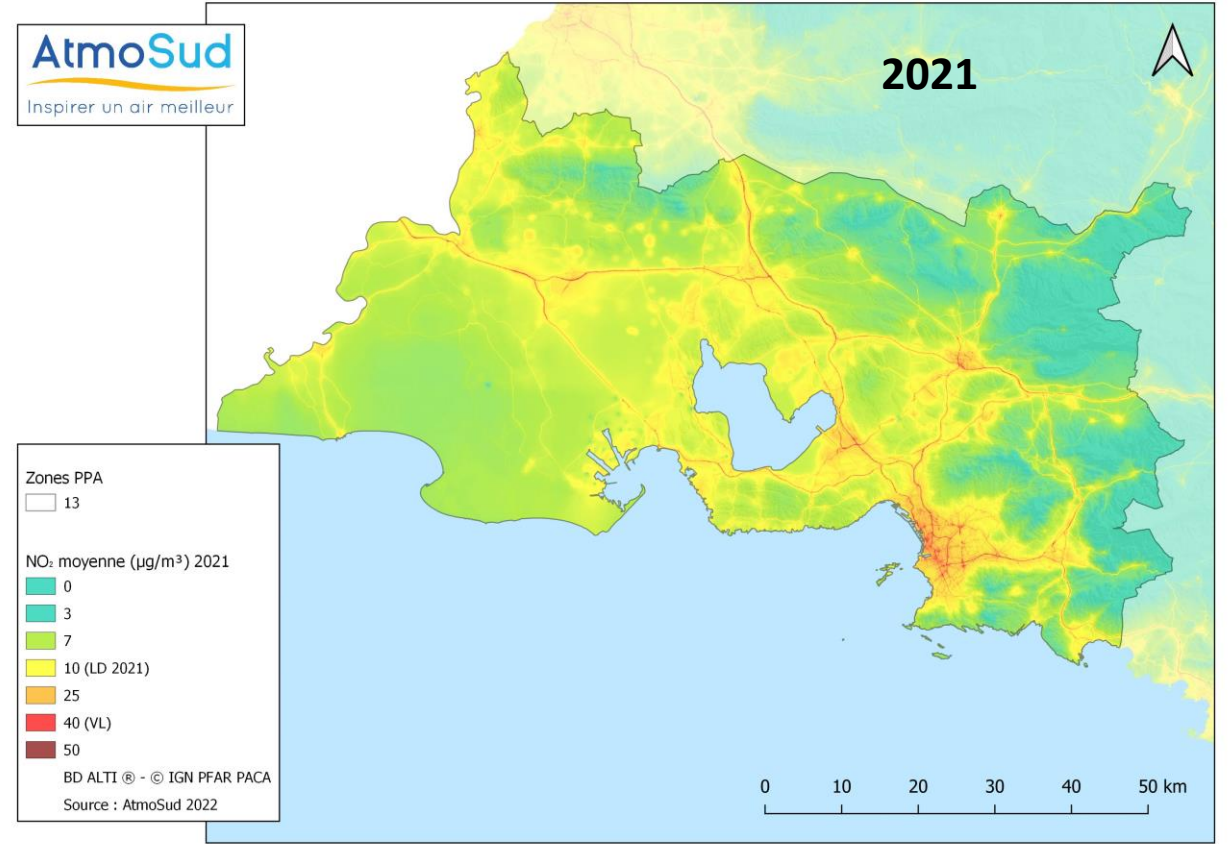 AtmoSud
Inspirer un air meilleur
2021
Zones PPA
13
NO₂ moyenne (µg/m³) 2021
0
3
7
10 (LD 2021)
25
40 (VL)
50
BD ALTI ® - © IGN PFAR PACA
Source : AtmoSud 2022
0 10 20 30 40 50 km